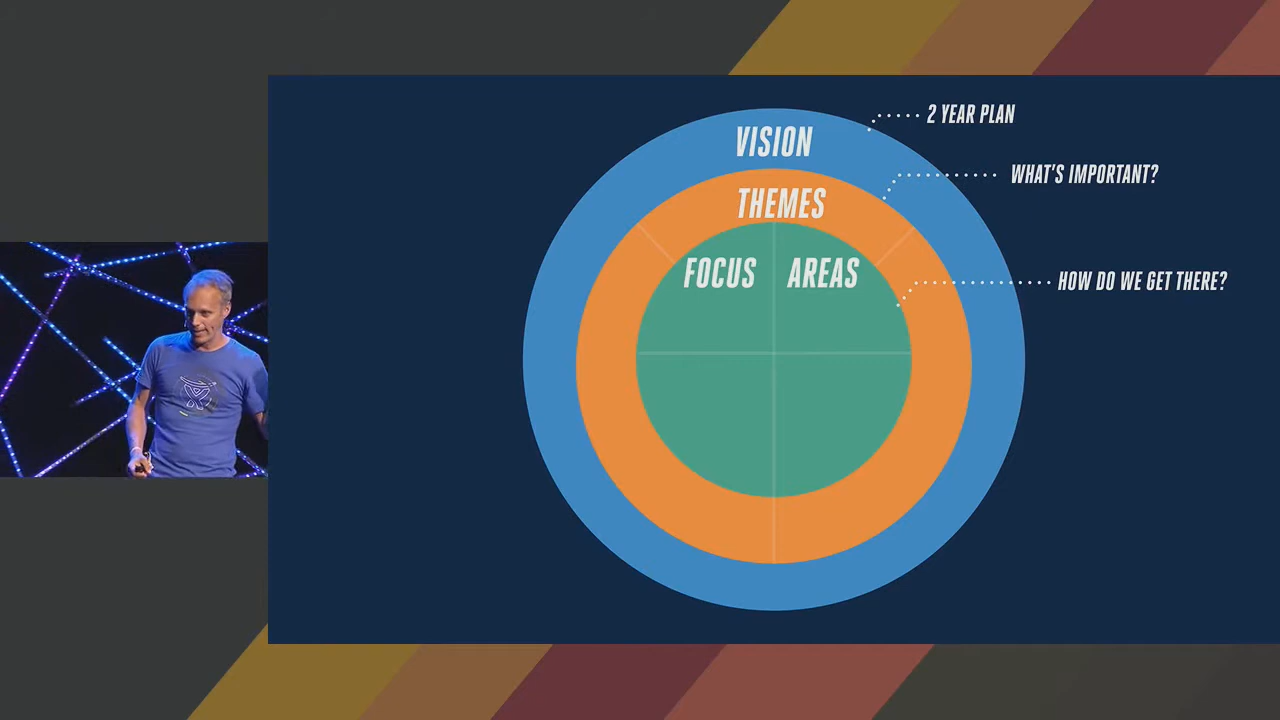 VISION
2 YEAR PLAN
THEMES
WHAT'S IMPORTANT?
FOCUS AREAS
HOW DO WE GET THERE?